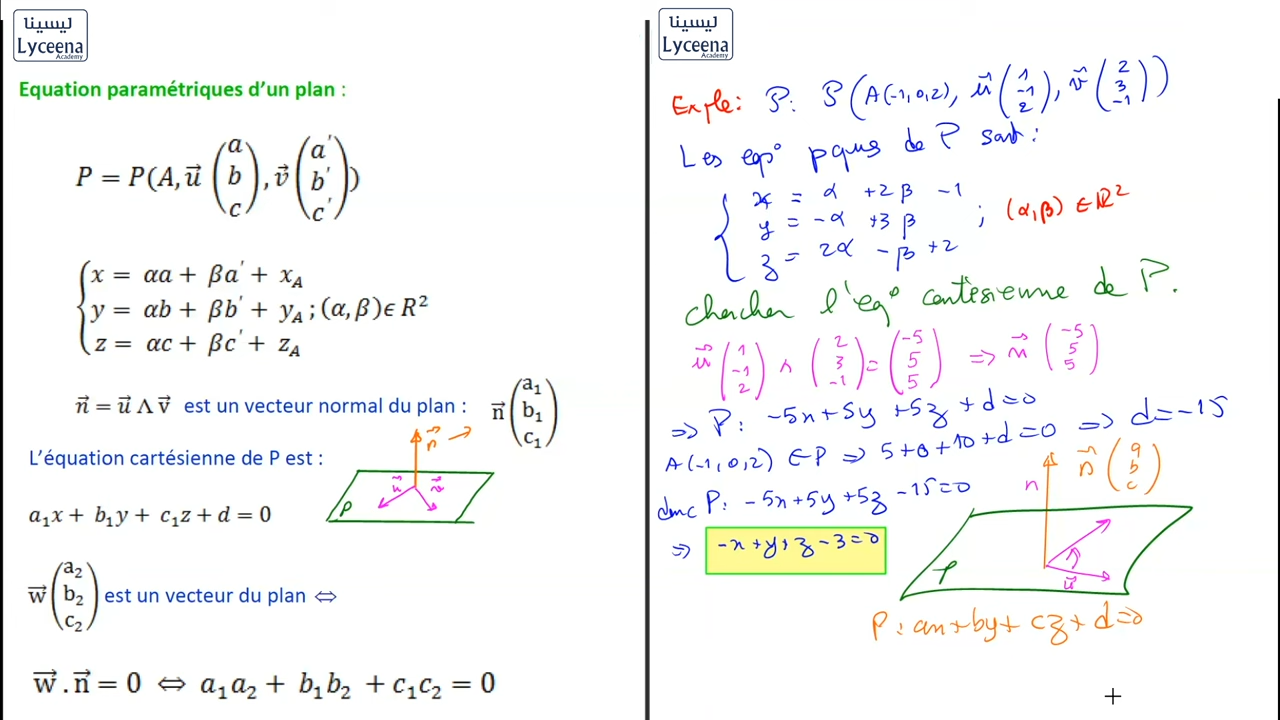 ليسينا
Lyceena
Academy
Equation paramétriques d’un plan :
P = P(A, u⃗ (a b c), v⃗ (a' b' c'))
x = αa + βa' + x_A
y = αb + βb' + y_A ; (α, β) ϵ R²
z = αc + βc' + z_A
n⃗ = u⃗ Λ v⃗ est un vecteur normal du plan : n⃗ (a₁ b₁ c₁)
L’équation cartésienne de P est :
n⃗
u⃗ v⃗
P
a₁x + b₁y + c₁z + d = 0
w⃗ (a₂ b₂ c₂) est un vecteur du plan ⇔
w⃗ . n⃗ = 0 ⇔ a₁a₂ + b₁b₂ + c₁c₂ = 0
ليسينا
Lyceena
Academy
Exple: P: P(A(-1,0,2), u⃗ (1 -1 2), v⃗ (2 3 -1))
Les eq° pques de P sont :
x = α +2β -1
y = -α +3β ; (α,β) ∈ R²
z = 2α -β +2
chercher l'eq° cartésienne de P.
u⃗ (1 -1 2) ∧ (2 3 -1) = (-5 5 5) => n⃗ (-5 5 5)
=> P: -5x+5y+5z+d=0
A(-1,0,2) ∈ P => 5+0+10+d=0 => d=-15
donc P: -5x+5y+5z-15=0
=> -x+y+z-3=0
n
n⃗ (a b c)
P
u⃗
P: ax+by+cz+d=0